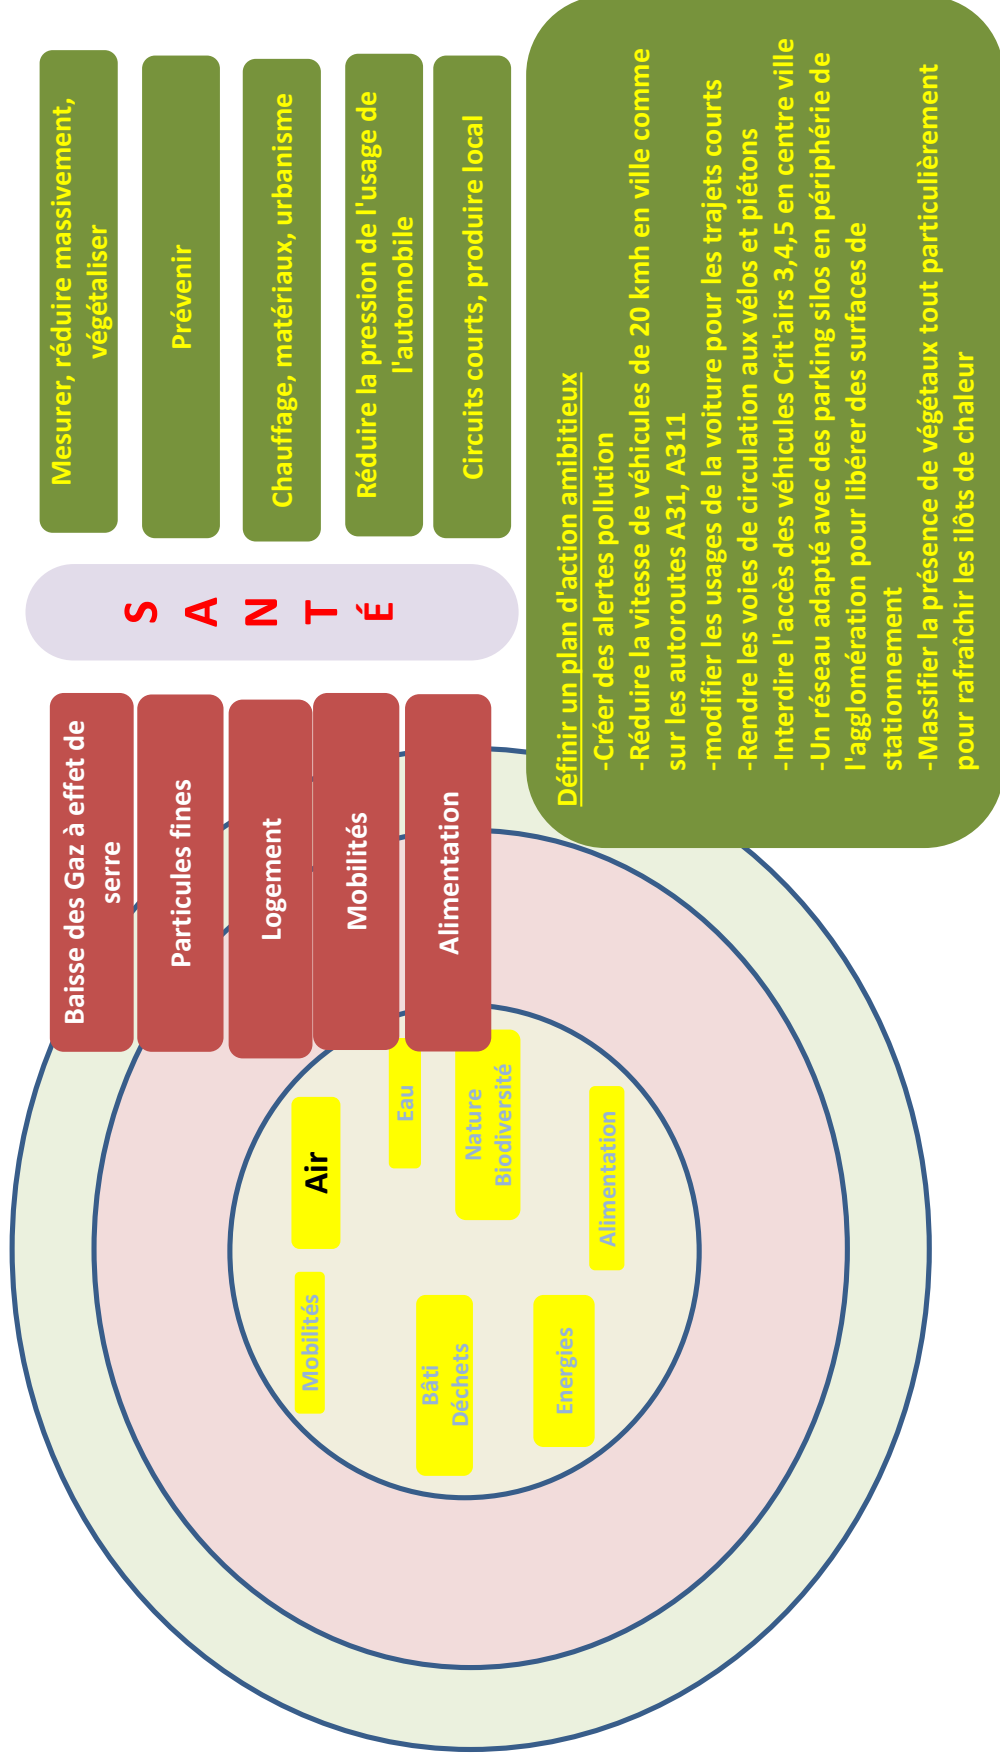 Mobilités
Air
Bâti
Déchets
Eau
Nature
Biodiversité
Energies
Alimentation
Baisse des Gaz à effet de
serre
Particules fines
Logement
Mobilités
Alimentation
S
A
N
T
É
Mesurer, réduire massivement,
végétaliser
Prévenir
Chauffage, matériaux, urbanisme
Réduire la pression de l'usage de
l'automobile
Circuits courts, produire local
Définir un plan d'action amibitieux
-Créer des alertes pollution
-Réduire la vitesse de véhicules de 20 kmh en ville comme
sur les autoroutes A31, A311
-modifier les usages de la voiture pour les trajets courts
-Rendre les voies de circulation aux vélos et piétons
-Interdire l'accès des véhicules Crit'airs 3,4,5 en centre ville
-Un réseau adapté avec des parking silos en périphérie de
l'agglomération pour libérer des surfaces de
stationnement
-Massifier la présence de végétaux tout particulièrement
pour rafraîchir les ilôts de chaleur